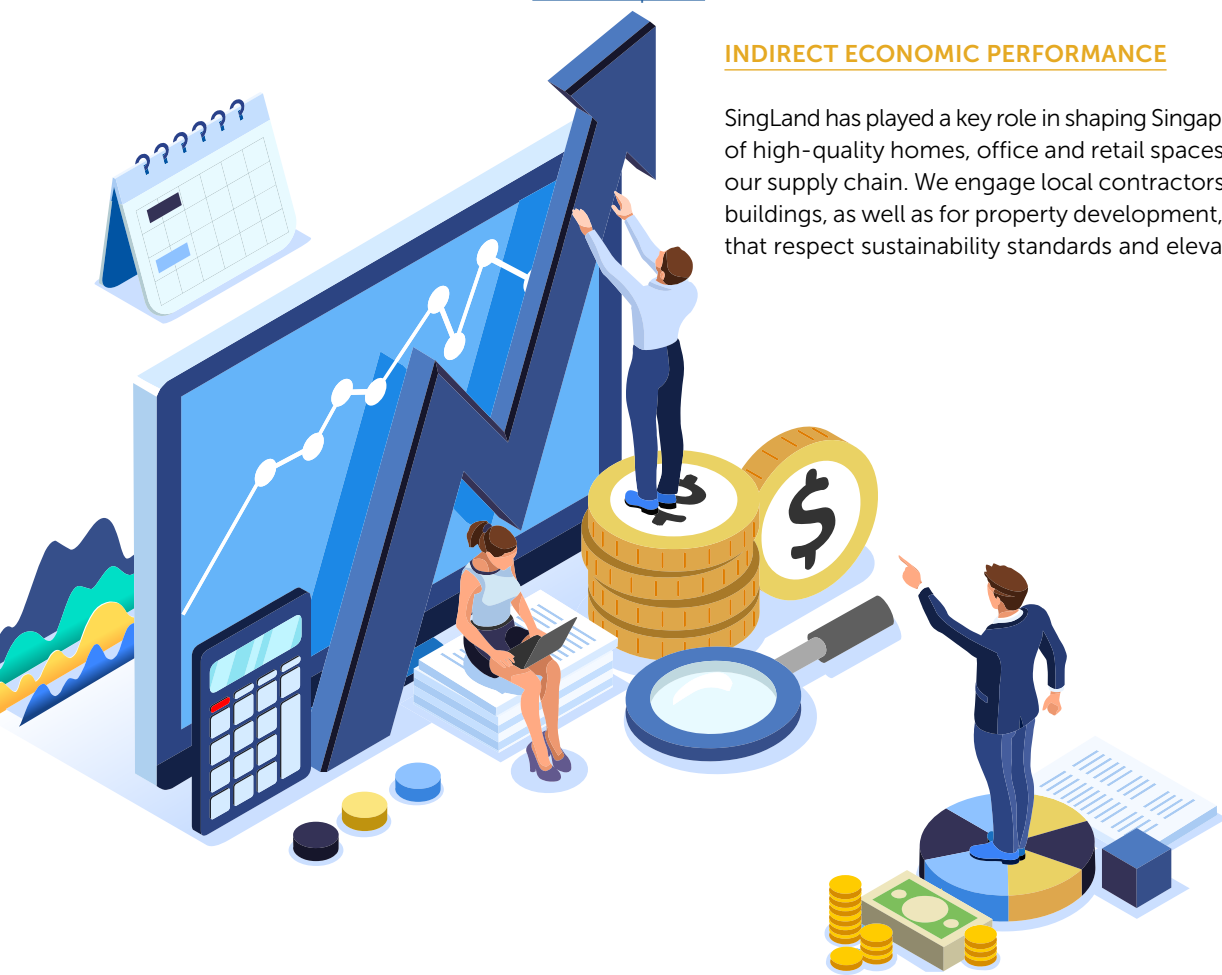 INDIRECT ECONOMIC PERFORMANCE
SingLand has played a key role in shaping Singap
of high-quality homes, office and retail spaces
our supply chain. We engage local contractors
buildings, as well as for property development,
that respect sustainability standards and eleva
$